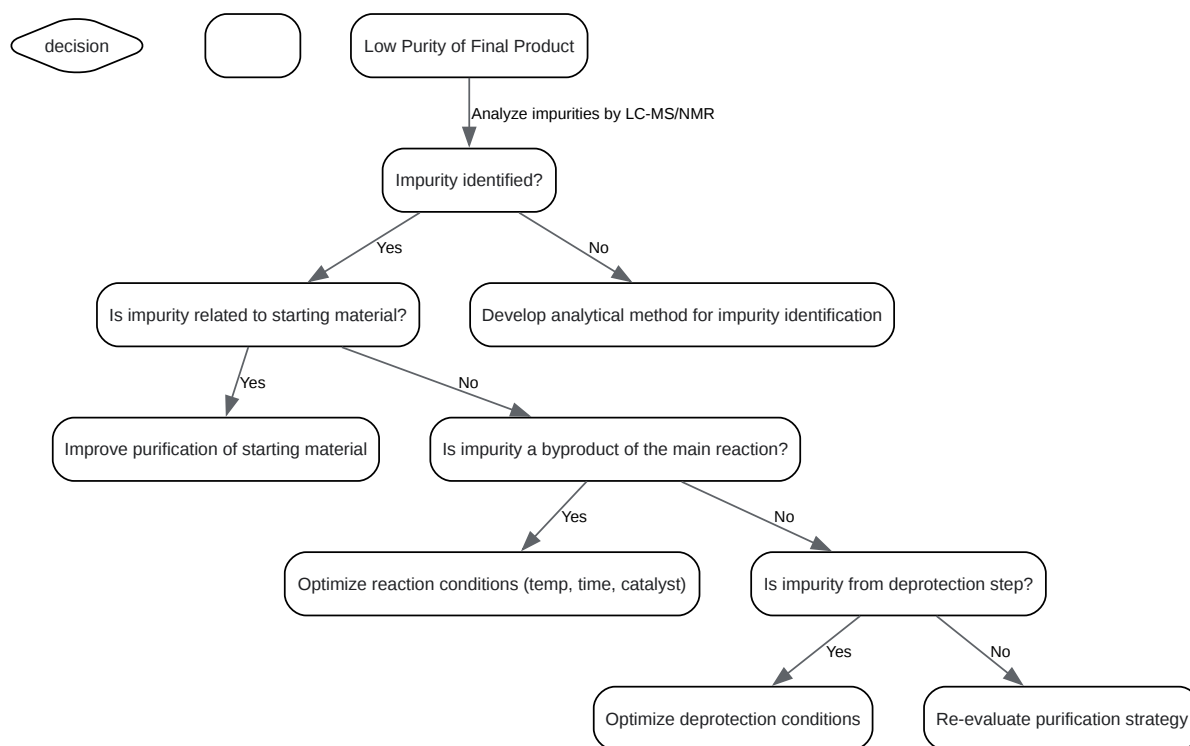 decision
Low Purity of Final Product
Analyze impurities by LC-MS/NMR
Impurity identified?
Yes
No
Is impurity related to starting material?
Develop analytical method for impurity identification
Yes
No
Improve purification of starting material
Is impurity a byproduct of the main reaction?
Yes
No
Optimize reaction conditions (temp, time, catalyst)
Is impurity from deprotection step?
Yes
No
Optimize deprotection conditions
Re-evaluate purification strategy